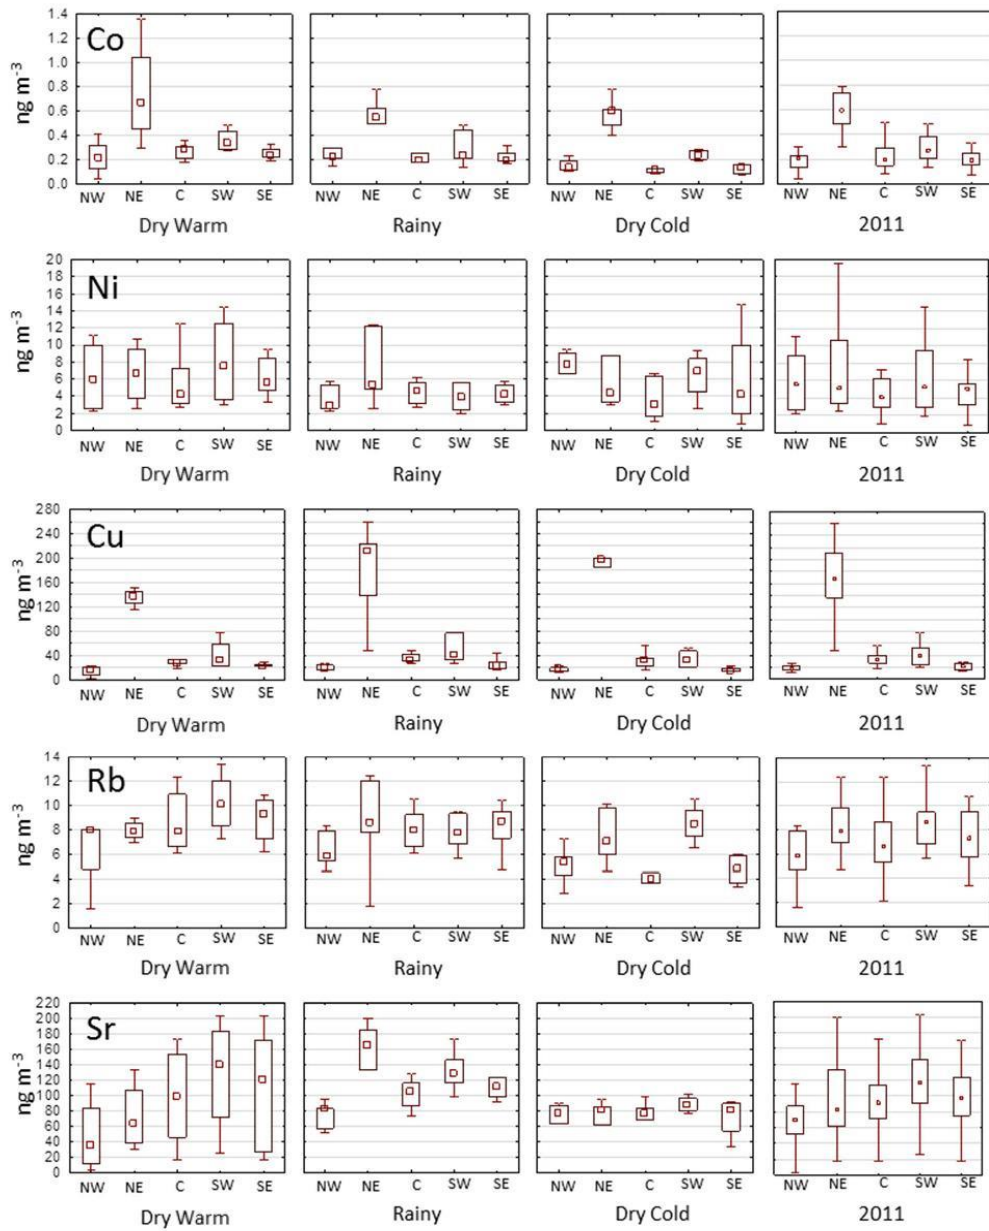 Co
ng m-3
1.4
1.2
1.0
0.8
0.6
0.4
0.2
0.0
NW NE C SW SE NW NE C SW SE NW NE C SW SE NW NE C SW SE
Dry Warm Rainy Dry Cold 2011
Ni
ng m-3
20
18
16
14
12
10
8
6
4
2
0
NW NE C SW SE NW NE C SW SE NW NE C SW SE NW NE C SW SE
Dry Warm Rainy Dry Cold 2011
Cu
ng m-3
280
240
200
160
120
80
40
0
NW NE C SW SE NW NE C SW SE NW NE C SW SE NW NE C SW SE
Dry Warm Rainy Dry Cold 2011
Rb
ng m-3
14
12
10
8
6
4
2
0
NW NE C SW SE NW NE C SW SE NW NE C SW SE NW NE C SW SE
Dry Warm Rainy Dry Cold 2011
Sr
ng m-3
220
200
180
160
140
120
100
80
60
40
20
0
NW NE C SW SE NW NE C SW SE NW NE C SW SE NW NE C SW SE
Dry Warm Rainy Dry Cold 2011